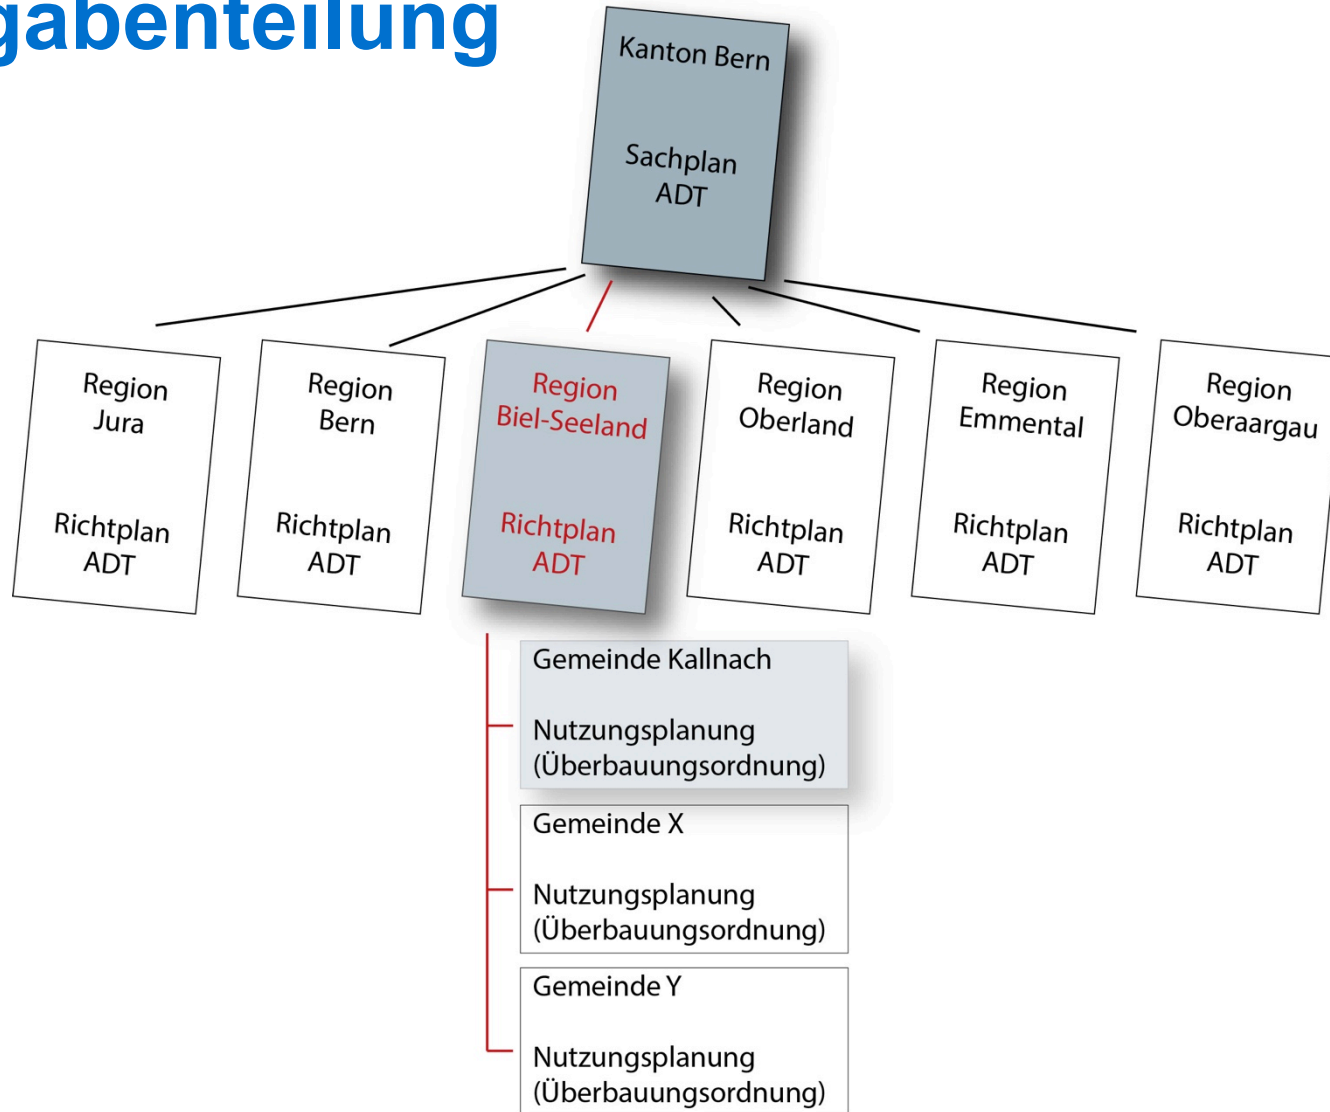 gabenteilung
Kanton Bern
Sachplan
ADT
Region
Jura
Richtplan
ADT
Region
Bern
Richtplan
ADT
Region
Biel-Seeland
Richtplan
ADT
Region
Oberland
Richtplan
ADT
Region
Emmental
Richtplan
ADT
Region
Oberaargau
Richtplan
ADT
Gemeinde Kallnach
Nutzungsplanung
(Überbauungsordnung)
Gemeinde X
Nutzungsplanung
(Überbauungsordnung)
Gemeinde Y
Nutzungsplanung
(Überbauungsordnung)